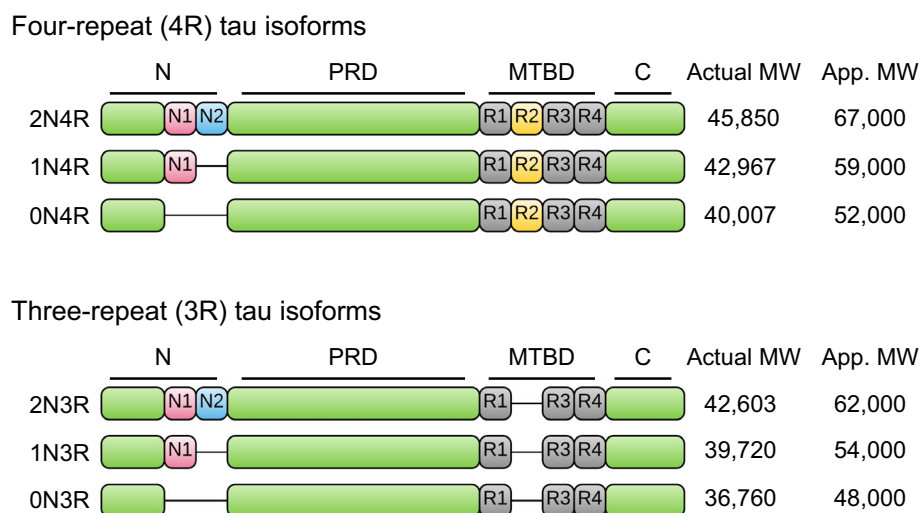 Four-repeat (4R) tau isoforms
N PRD MTBD C Actual MW App. MW
2N4R N1 N2 R1 R2 R3 R4 45,850 67,000
1N4R N1 R1 R2 R3 R4 42,967 59,000
0N4R R1 R2 R3 R4 40,007 52,000
Three-repeat (3R) tau isoforms
N PRD MTBD C Actual MW App. MW
2N3R N1 N2 R1 R3 R4 42,603 62,000
1N3R N1 R1 R3 R4 39,720 54,000
0N3R R1 R3 R4 36,760 48,000